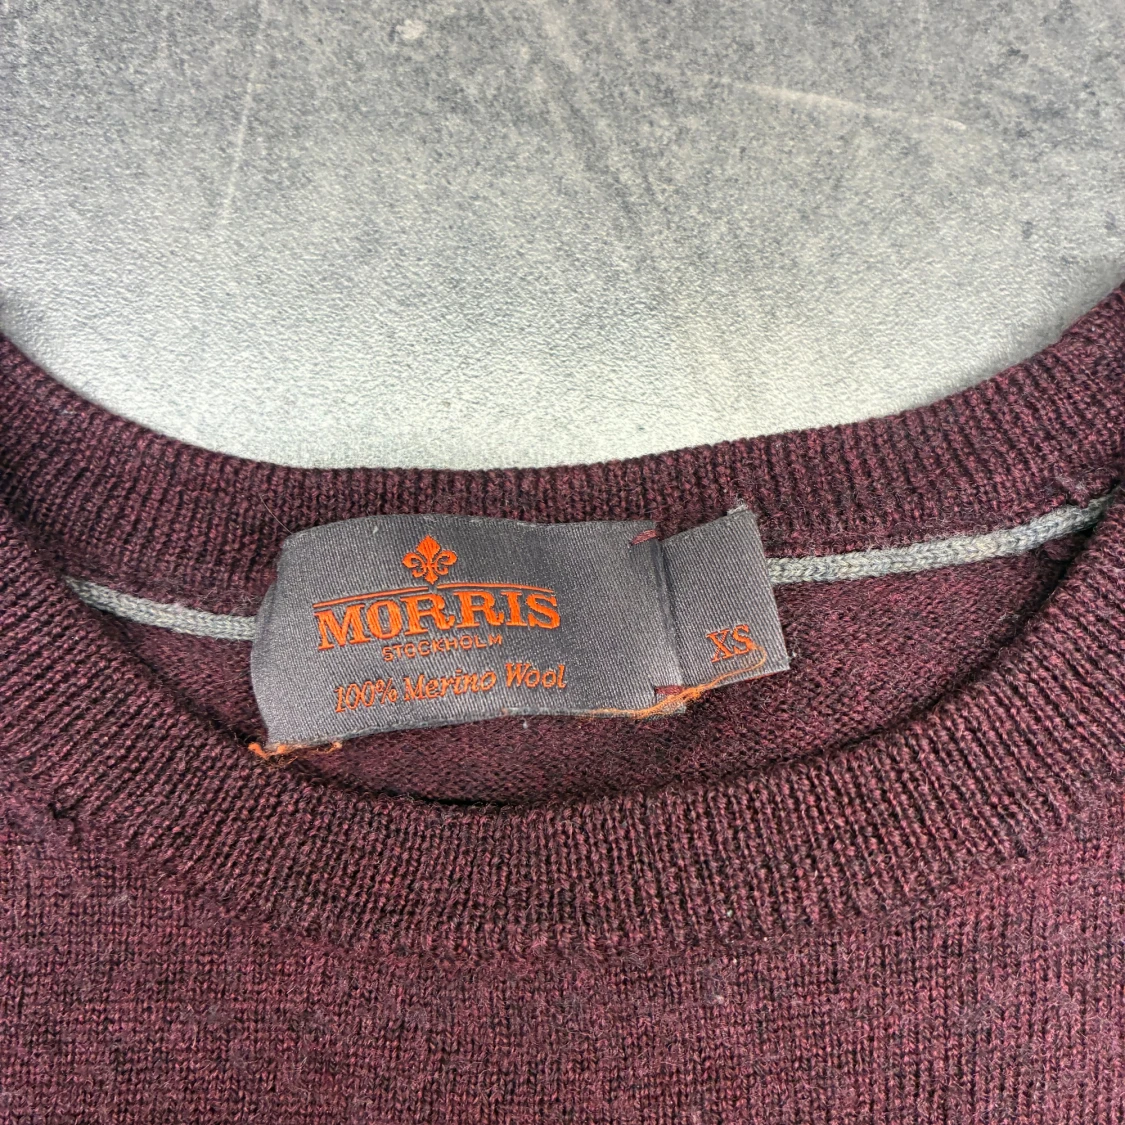 MORRIS
STOCKHOLM
100% Merino Wool
XS